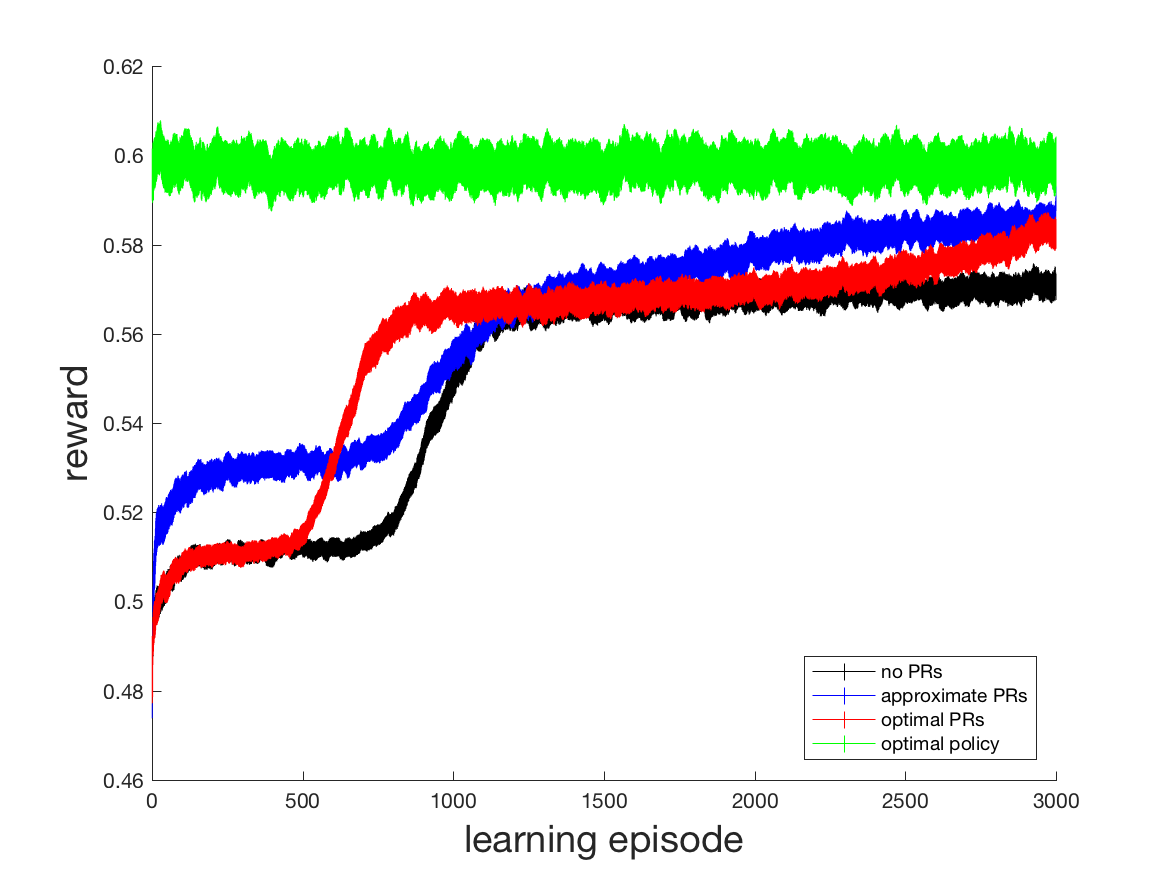 0.62
0.6
0.58
0.56
0.54
0.52
0.5
0.48
0.46
reward
no PRs
approximate PRs
optimal PRs
optimal policy
0 500 1000 1500 2000 2500 3000
learning episode